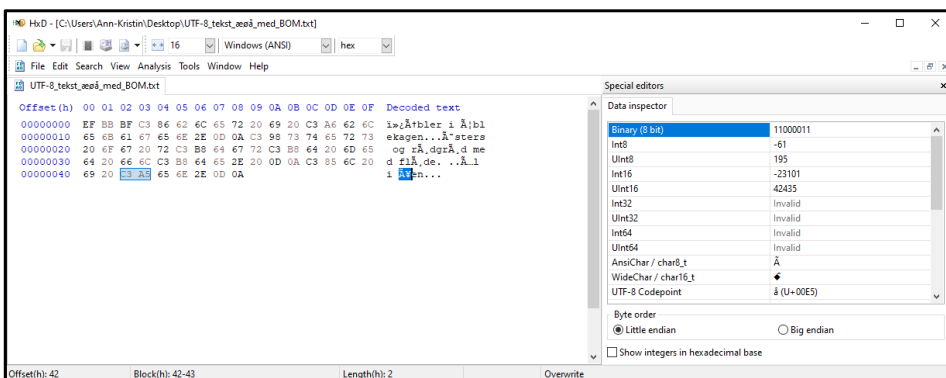 HxD - [C:\Users\Ann-Kristin\Desktop\UTF-8_tekst_æøå_med_BOM.txt]
16 Windows (ANSI) hex
File Edit Search View Analysis Tools Window Help
UTF-8_tekst_æøå_med_BOM.txt
Offset(h) 00 01 02 03 04 05 06 07 08 09 0A 0B 0C 0D 0E 0F Decoded text
00000000 EF BB BF C3 86 62 6C 65 72 20 69 20 C3 A6 62 6C ï»¿Ã†bler i Ã¦bl
00000010 65 6B 61 67 65 6E 2E 0D 0A C3 98 73 74 65 72 73 ekagen...Ã˜sters
00000020 20 6F 67 20 72 C3 B8 64 67 72 C3 B8 64 20 6D 65 og rÃ¸dgrÃ¸d me
00000030 64 20 66 6C C3 B8 64 65 2E 20 0D 0A C3 85 6C 20 d flÃ¸de. ..Ã…l
00000040 69 20 C3 A5 65 6E 2E 0D 0A i Ã¥en...
Special editors
Data inspector
Binary (8 bit) 11000011
Int8 -61
UInt8 195
Int16 -23101
UInt16 42435
Int32 Invalid
UInt32 Invalid
Int64 Invalid
UInt64 Invalid
AnsiChar / char8_t Ã
WideChar / char16_t
UTF-8 Codepoint å (U+00E5)
Byte order
Little endian Big endian
Show integers in hexadecimal base
Offset(h): 42 Block(h): 42-43 Length(h): 2 Overwrite